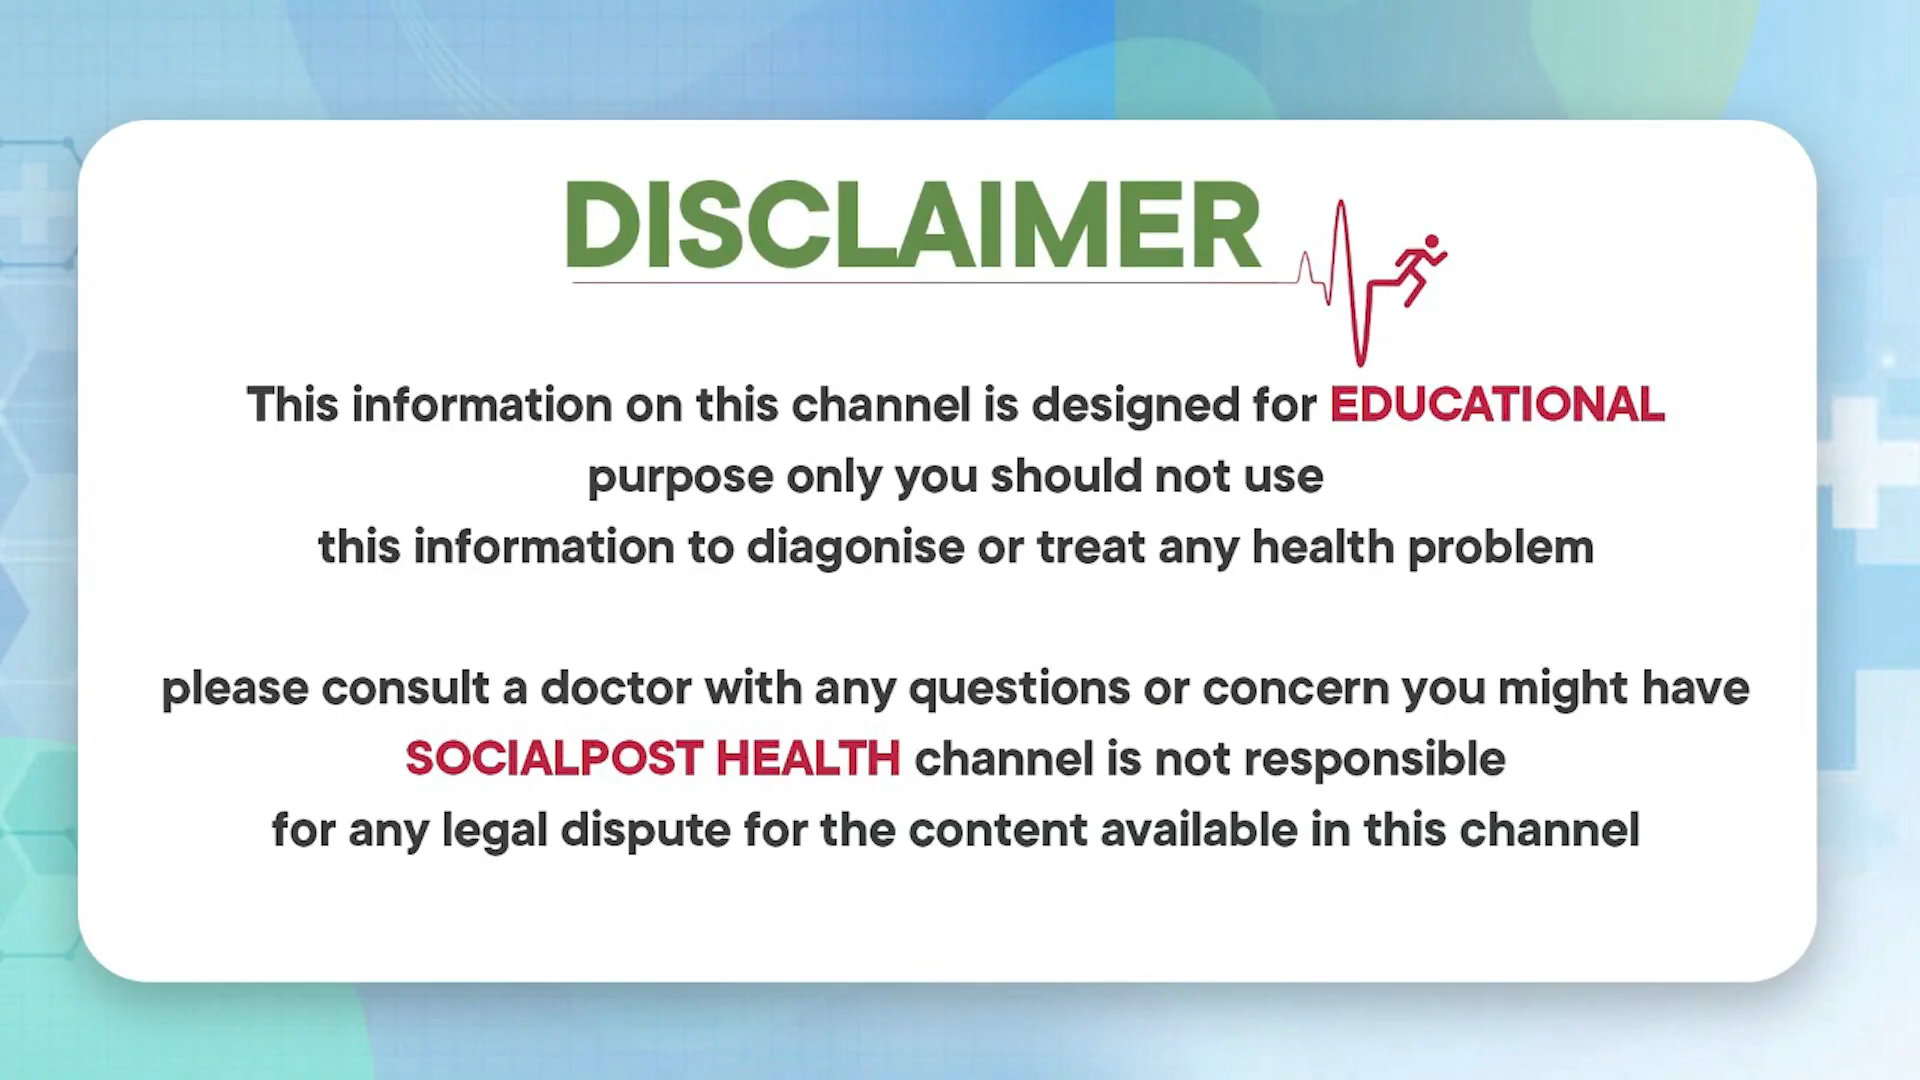 DISCLAIMER
This information on this channel is designed for EDUCATIONAL
purpose only you should not use
this information to diagonise or treat any health problem
please consult a doctor with any questions or concern you might have
SOCIALPOST HEALTH channel is not responsible
for any legal dispute for the content available in this channel